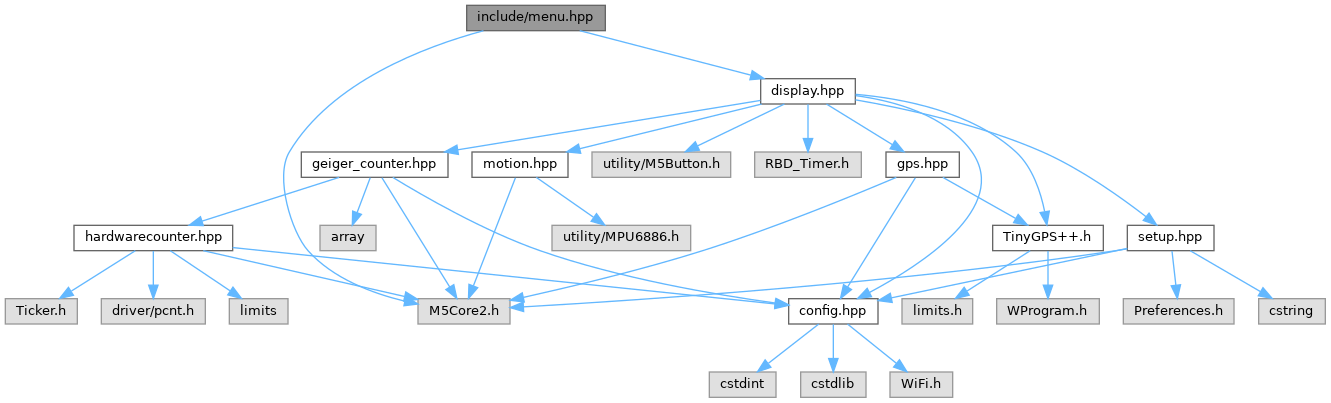 include/menu.hpp
display.hpp
geiger_counter.hpp
motion.hpp
utility/M5Button.h
RBD_Timer.h
gps.hpp
hardwarecounter.hpp
array
utility/MPU6886.h
TinyGPS++.h
setup.hpp
Ticker.h
driver/pcnt.h
limits
M5Core2.h
config.hpp
limits.h
WProgram.h
Preferences.h
cstring
cstdint
cstdlib
WiFi.h